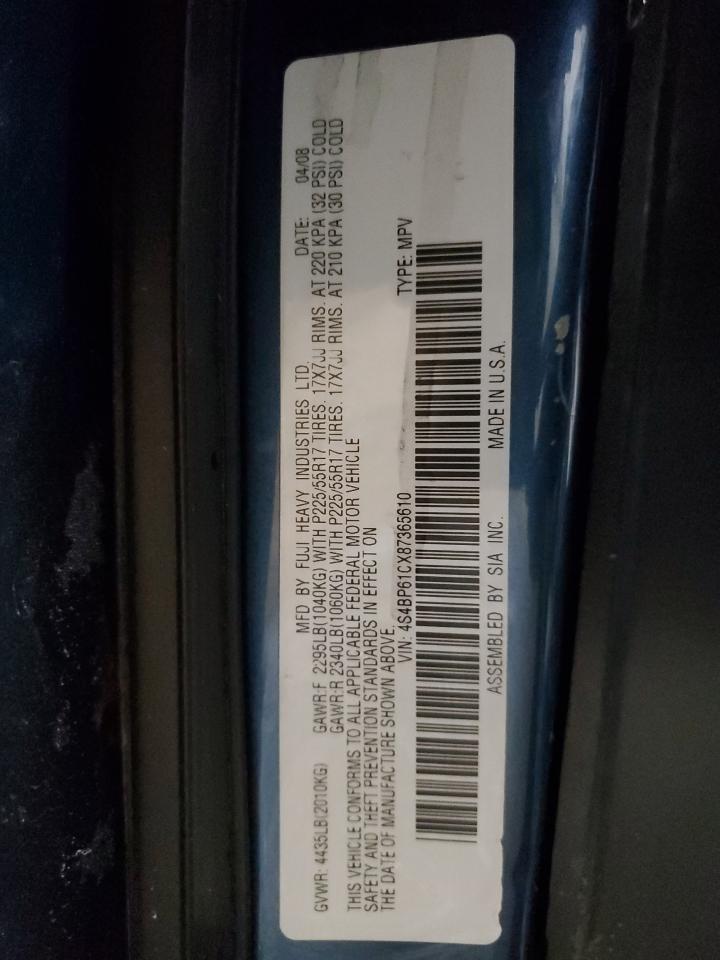 MFD BY FUJI HEAVY INDUSTRIES LTD. DATE: 04/08
GVWR: 4435LB(2010KG) GAWR:F 2295LB(1040KG) WITH P225/55R17 TIRES. 17X7JJ RIMS. AT 220 KPA (32 PSI) COLD
GAWR:R 2340LB(1060KG) WITH P225/55R17 TIRES. 17X7JJ RIMS. AT 210 KPA (30 PSI) COLD
THIS VEHICLE CONFORMS TO ALL APPLICABLE FEDERAL MOTOR VEHICLE
SAFETY AND THEFT PREVENTION STANDARDS IN EFFECT ON
THE DATE OF MANUFACTURE SHOWN ABOVE.
VIN: 4S4BP61CX87365610 TYPE: MPV
ASSEMBLED BY SIA INC. MADE IN U.S.A.